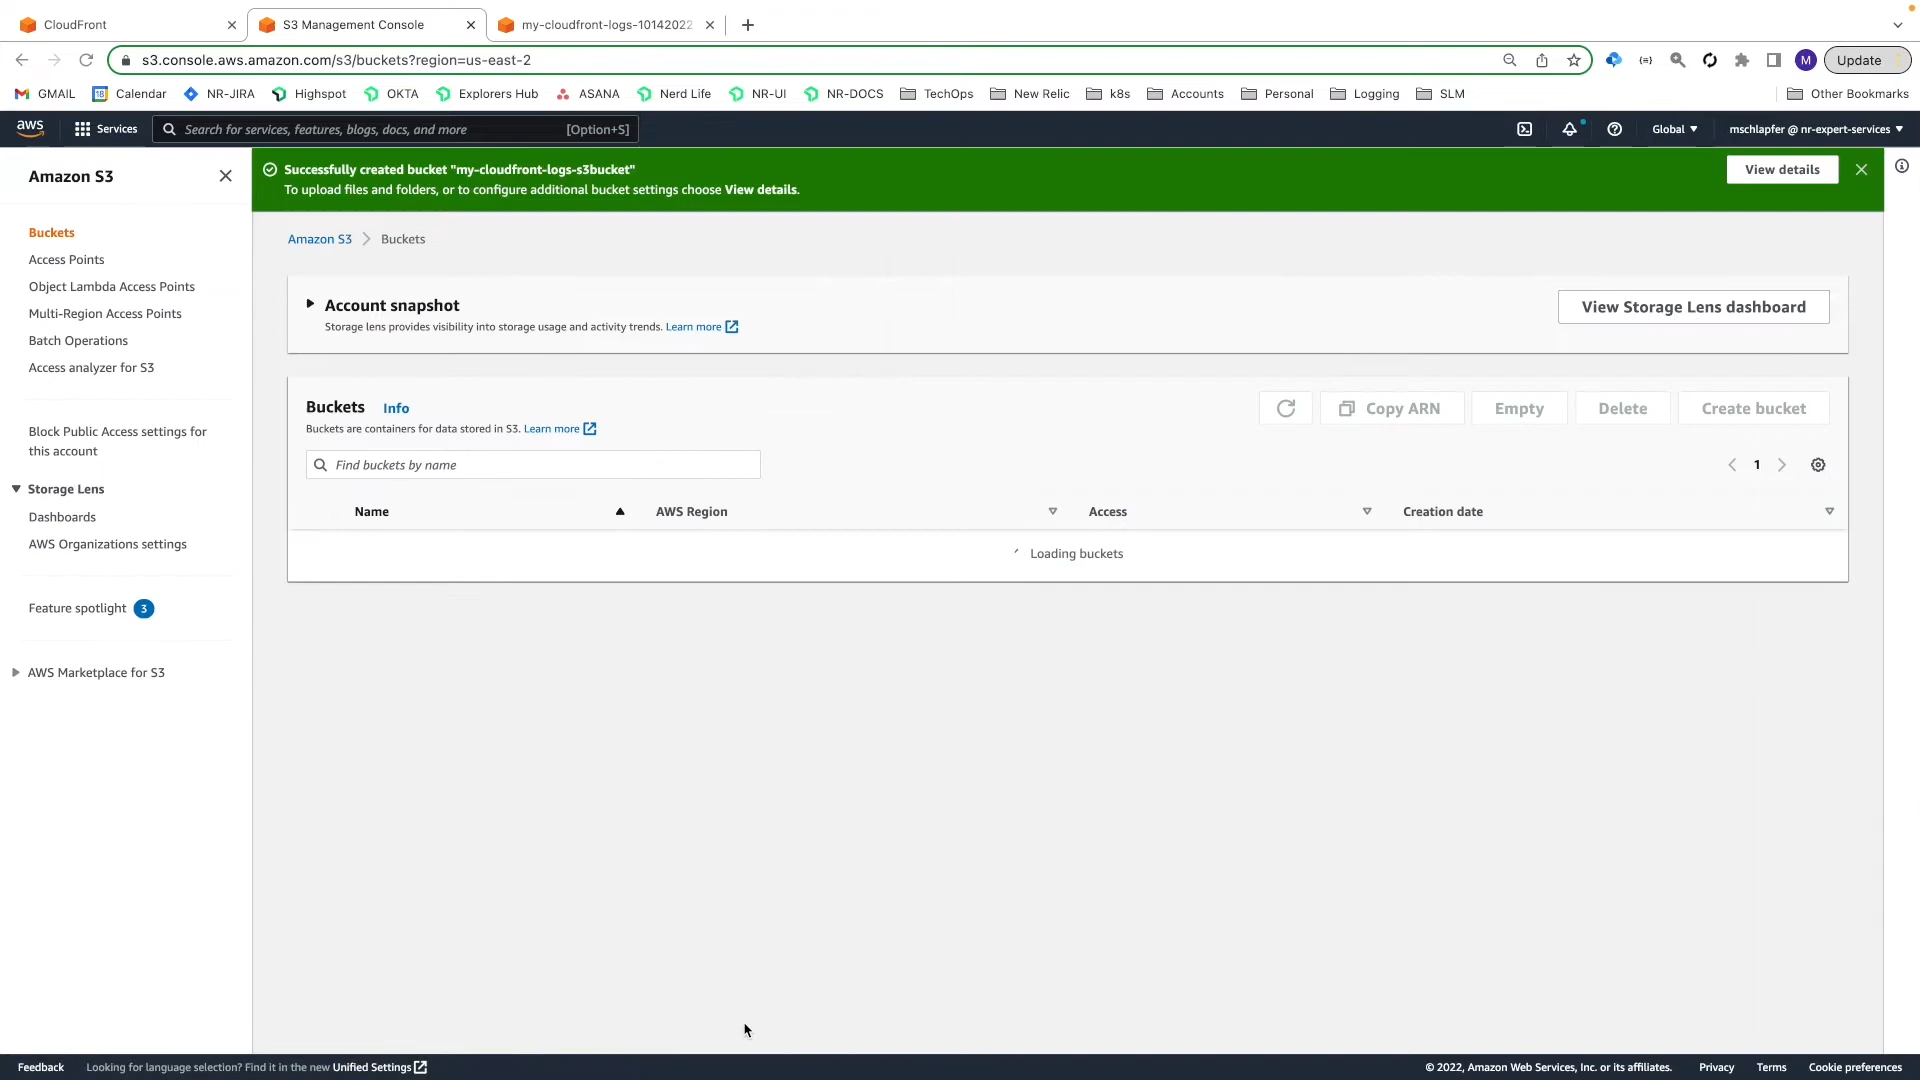 CloudFront
S3 Management Console
my-cloudfront-logs-10142022
s3.console.aws.amazon.com/s3/buckets?region=us-east-2
M
Update
GMAIL
Calendar
NR-JIRA
Highspot
OKTA
Explorers Hub
ASANA
Nerd Life
NR-UI
NR-DOCS
TechOps
New Relic
k8s
Accounts
Personal
Logging
SLM
Other Bookmarks
aws
Services
Search for services, features, blogs, docs, and more
[Option+S]
Global
mschlapfer @ nr-expert-services
Amazon S3
Buckets
Access Points
Object Lambda Access Points
Multi-Region Access Points
Batch Operations
Access analyzer for S3
Block Public Access settings for
this account
Storage Lens
Dashboards
AWS Organizations settings
Feature spotlight 3
AWS Marketplace for S3
Successfully created bucket "my-cloudfront-logs-s3bucket"
To upload files and folders, or to configure additional bucket settings choose View details.
View details
Amazon S3 > Buckets
Account snapshot
Storage lens provides visibility into storage usage and activity trends. Learn more
View Storage Lens dashboard
Buckets Info
Buckets are containers for data stored in S3. Learn more
Copy ARN
Empty
Delete
Create bucket
Find buckets by name
1
Name
AWS Region
Access
Creation date
Loading buckets
Feedback
Looking for language selection? Find it in the new Unified Settings
© 2022, Amazon Web Services, Inc. or its affiliates.
Privacy
Terms
Cookie preferences